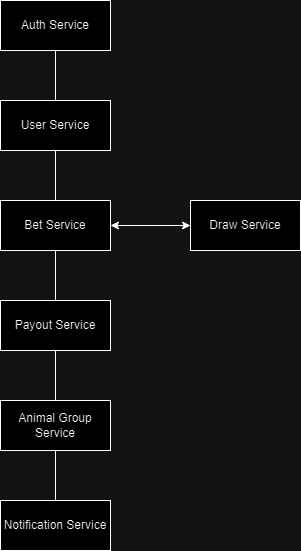 Auth Service
User Service
Bet Service
Draw Service
Payout Service
Animal Group
Service
Notification Service